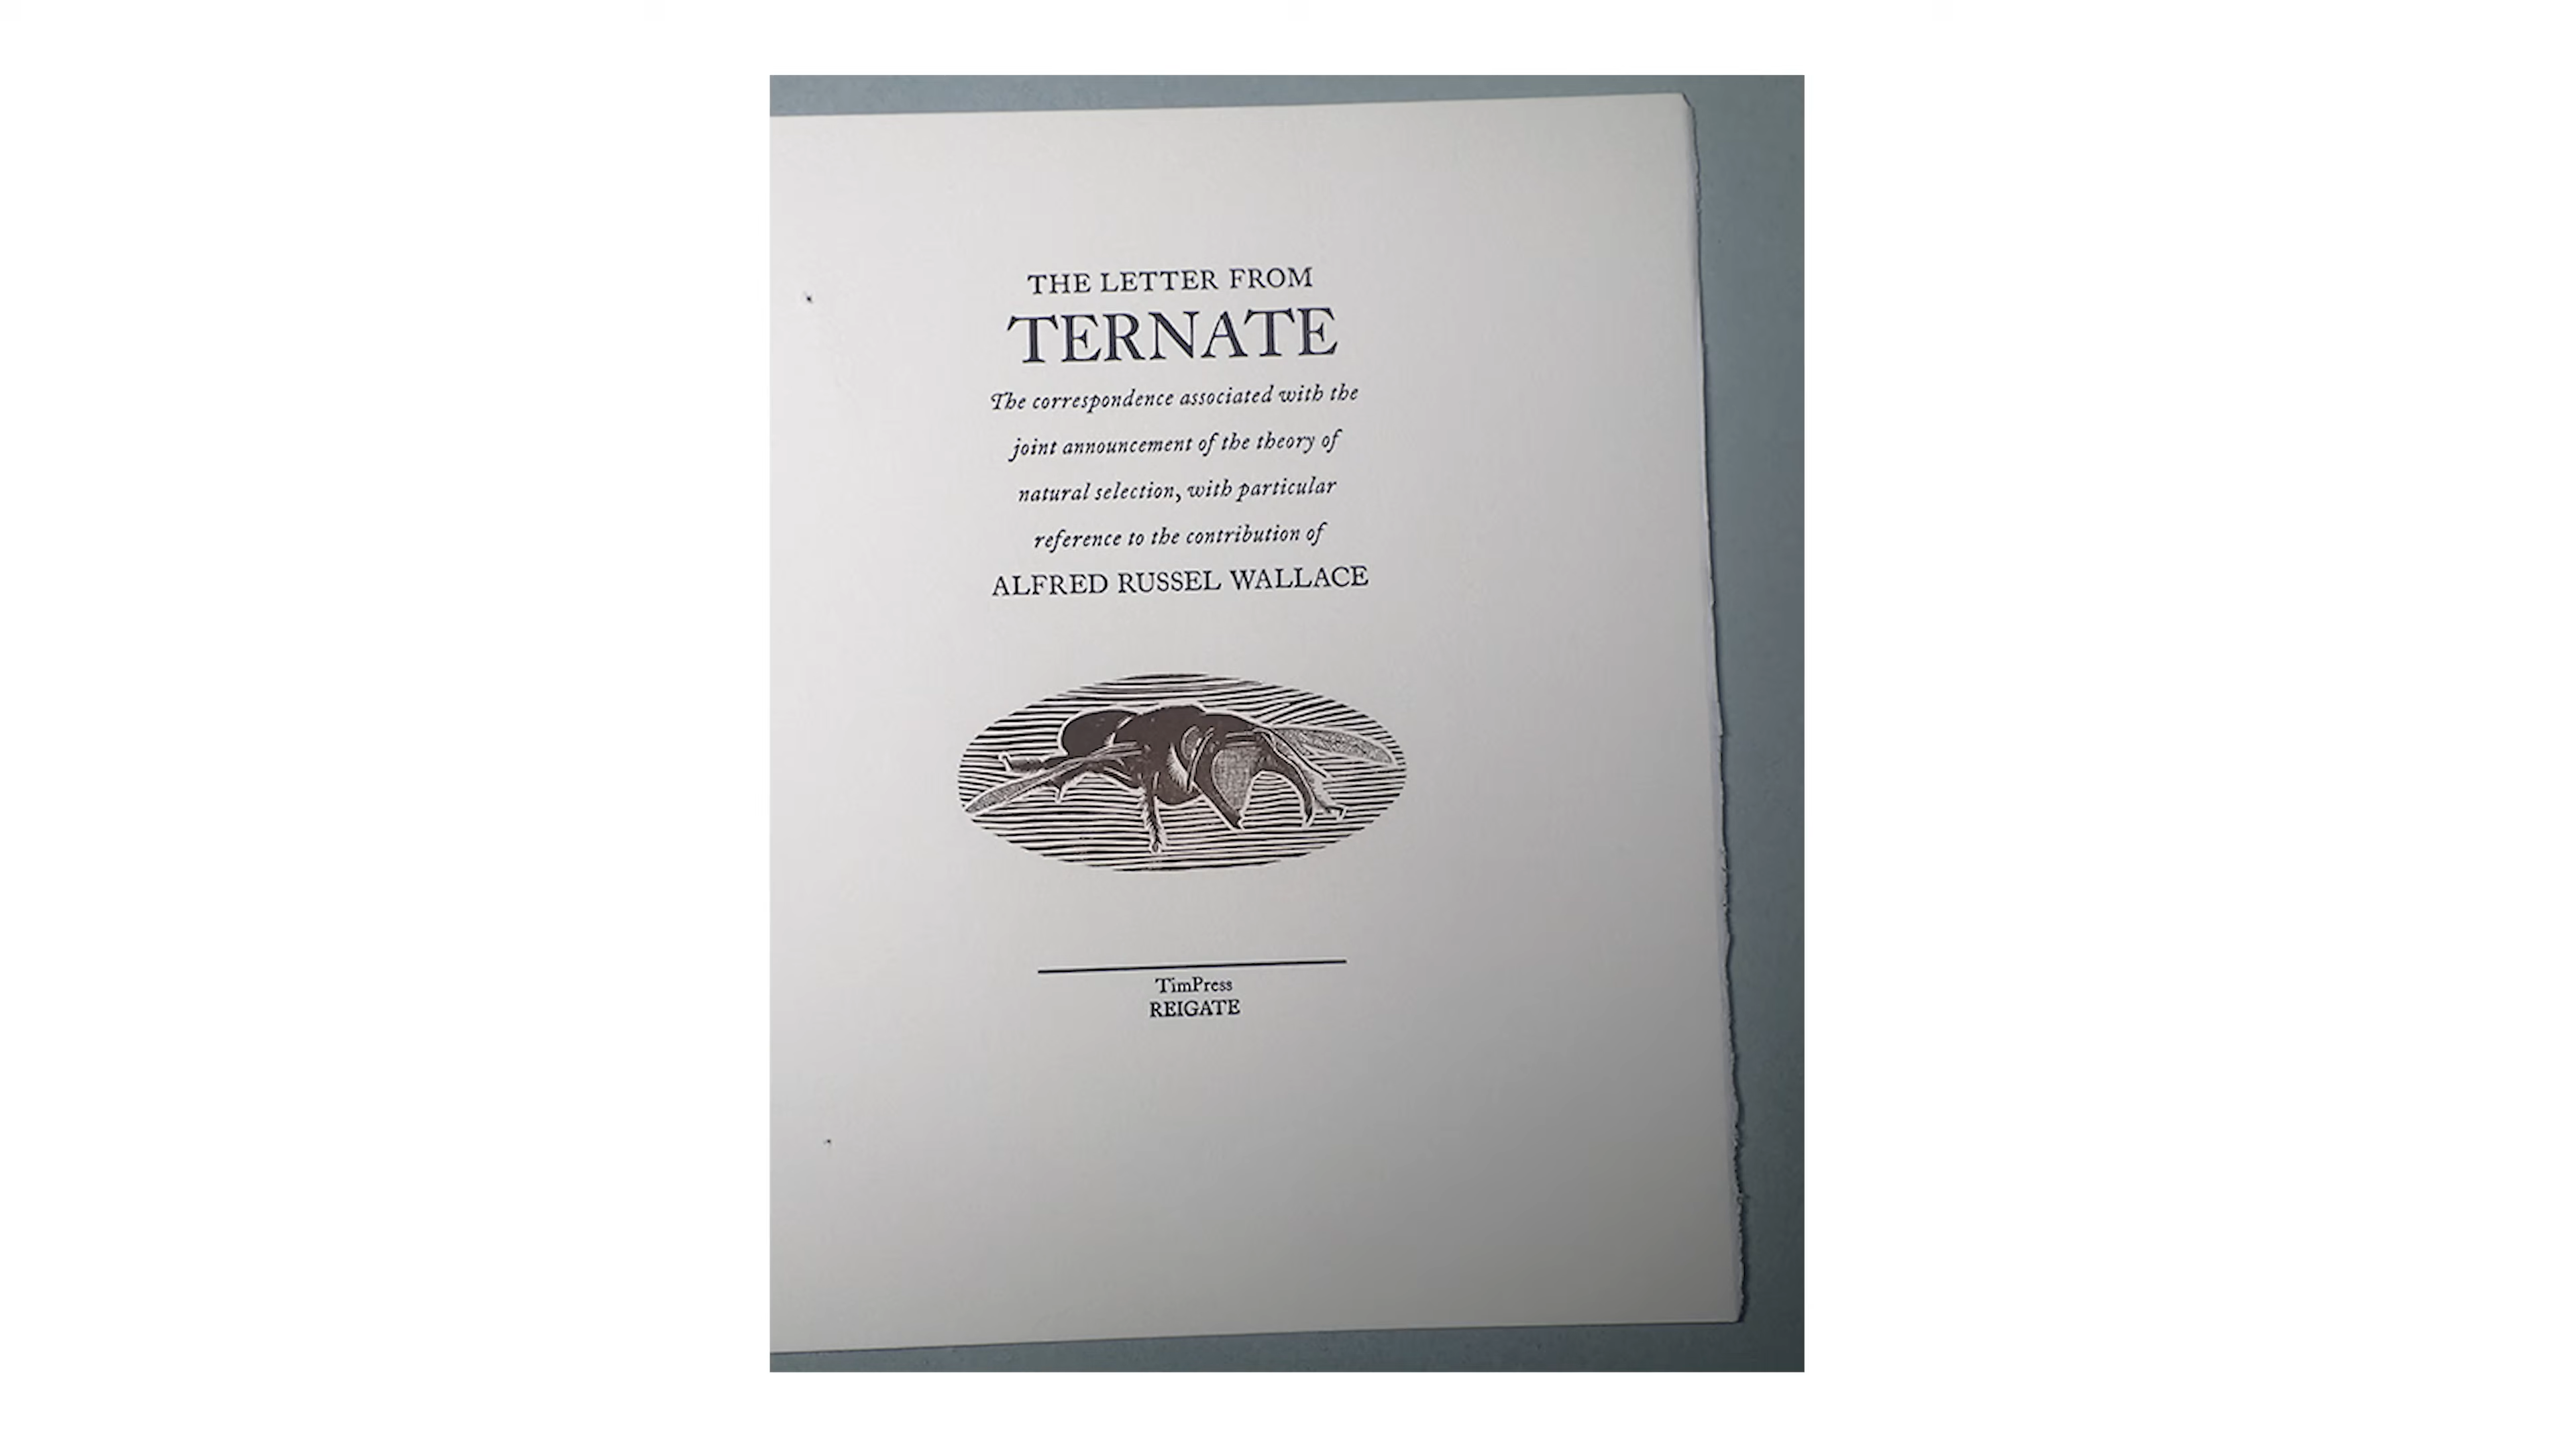 THE LETTER FROM
TERNATE
The correspondence associated with the
joint announcement of the theory of
natural selection, with particular
reference to the contribution of
ALFRED RUSSEL WALLACE
TimPress
REIGATE